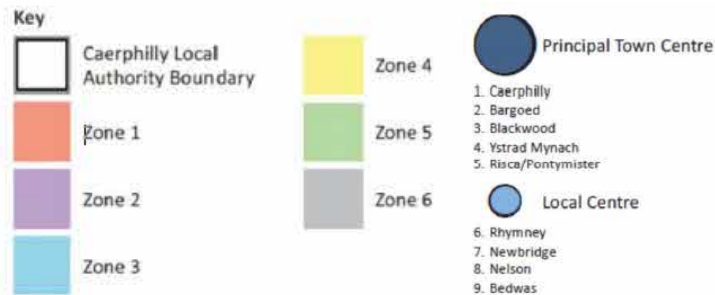 Key
Caerphilly Local
Authority Boundary
Zone 1
Zone 2
Zone 3
Zone 4
Zone 5
Zone 6
Principal Town Centre
1. Caerphilly
2. Bargoed
3. Blackwood
4. Ystrad Mynach
5. Risca/Pontymister
Local Centre
6. Rhymney
7. Newbridge
8. Nelson
9. Bedwas